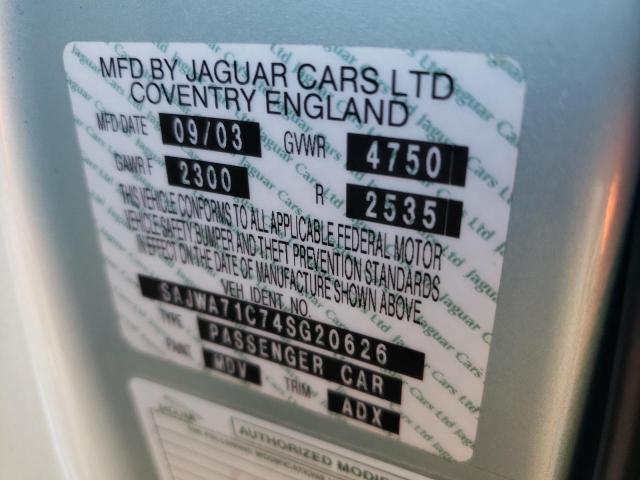 MFD BY JAGUAR CARS LTD
COVENTRY ENGLAND
MFD·DATE 09/03 GVWR 4750
GAWR F 2300 R 2535
THIS VEHICLE CONFORMS TO ALL APPLICABLE FEDERAL MOTOR
VEHICLE SAFETY BUMPER AND THEFT PREVENTION STANDARDS
IN EFFECT ON THE DATE OF MANUFACTURE SHOWN ABOVE.
VEH IDENT. NO.
SAJWA71C74SG20626
TYPE PASSENGER CAR
PAINT MDV TRIM ADX
JAGUAR
AUTHORIZED